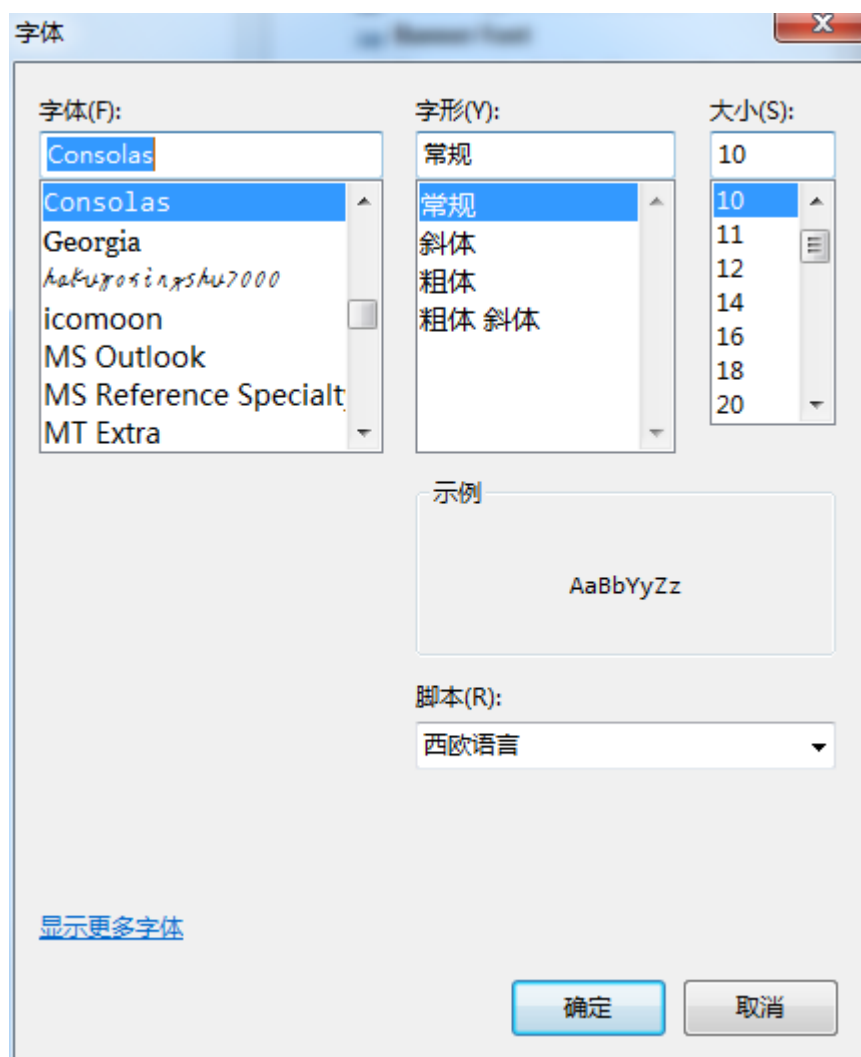 字体
Banner Font
字体(F):
字形(Y):
大小(S):
Consolas
常规
10
Consolas
Georgia
hakuyosingshu7000
icomoon
MS Outlook
MS Reference Specialt
MT Extra
常规
斜体
粗体
粗体 斜体
10
11
12
14
16
18
20
示例
AaBbYyZz
脚本(R):
西欧语言
显示更多字体
确定
取消